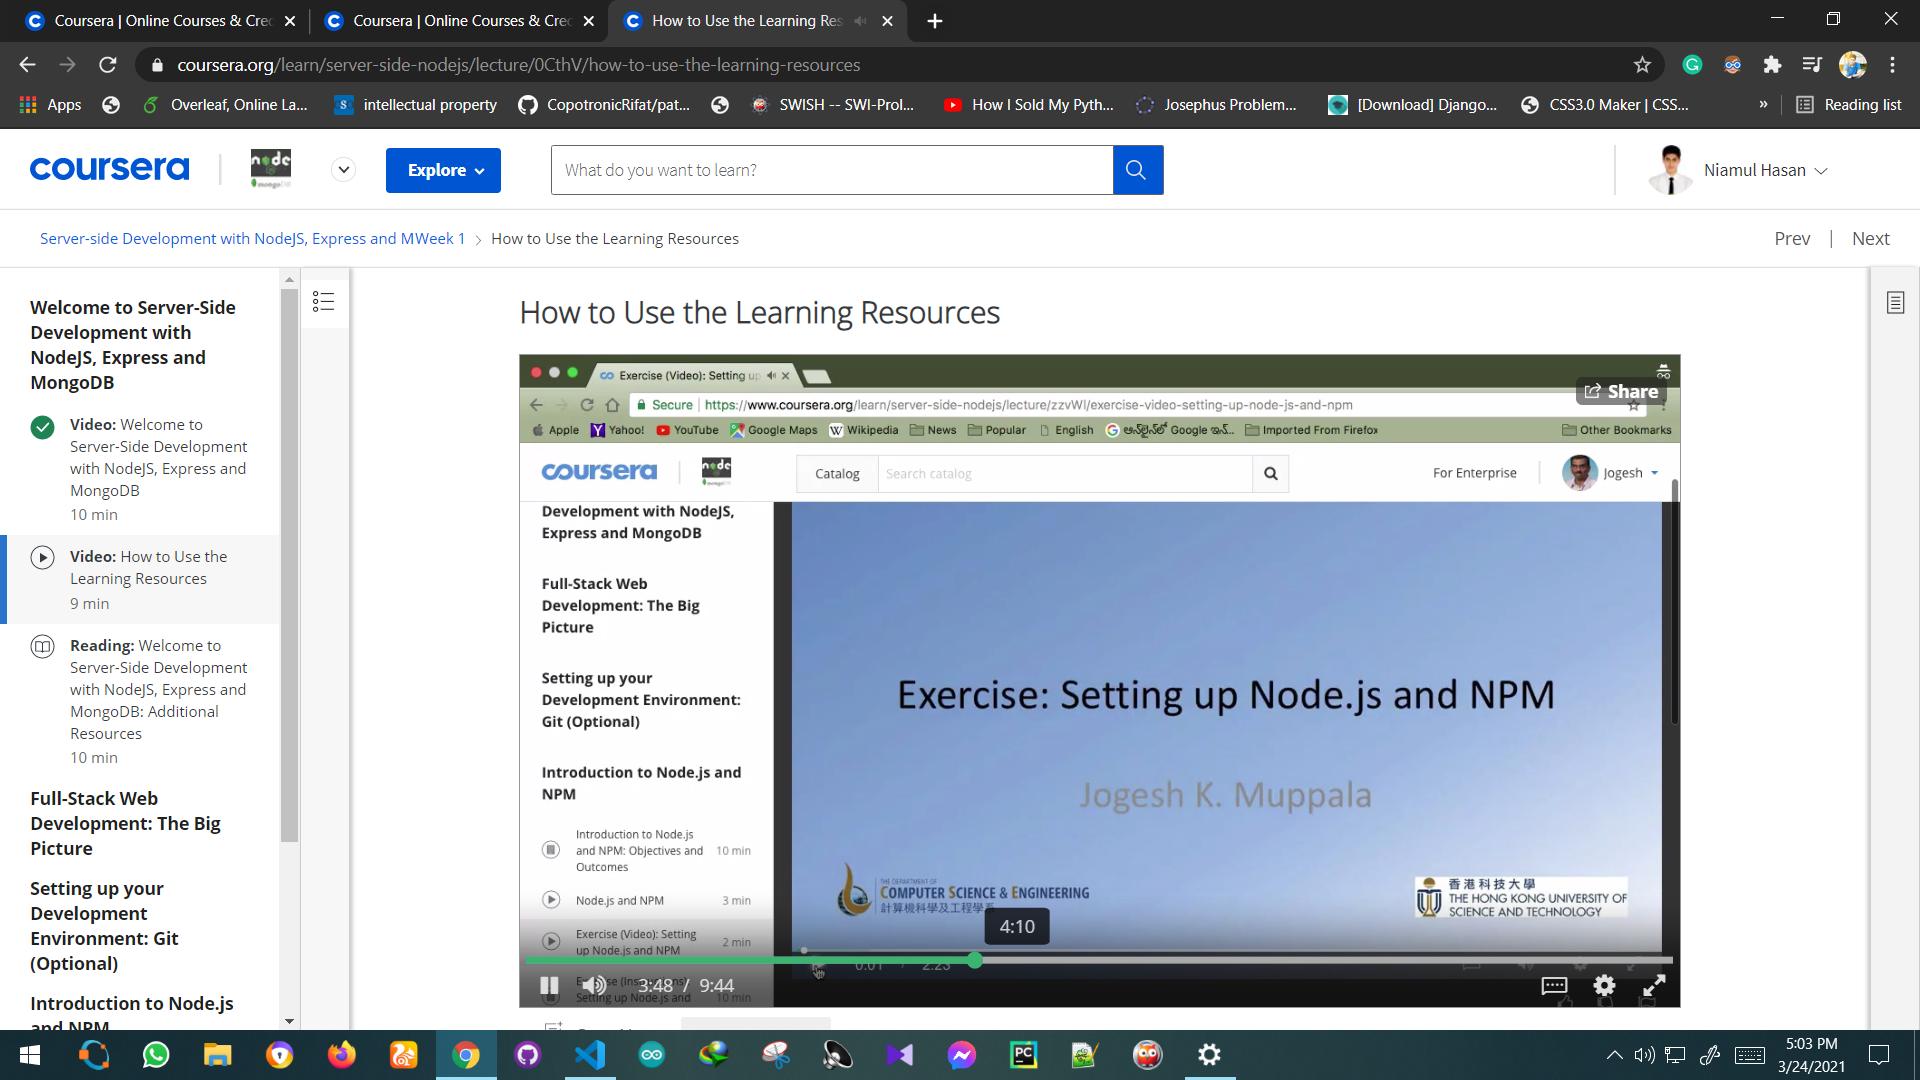 Coursera | Online Courses & Cre
Coursera | Online Courses & Cre
How to Use the Learning Res
coursera.org/learn/server-side-nodejs/lecture/0CthV/how-to-use-the-learning-resources
Apps
Overleaf, Online La...
intellectual property
CopotronicRifat/pat...
SWISH -- SWI-Prol...
How I Sold My Pyth...
Josephus Problem...
[Download] Django...
CSS3.0 Maker | CSS...
»
Reading list
coursera
node
mongoDB
Explore
What do you want to learn?
Niamul Hasan
Server-side Development with NodeJS, Express and MWeek 1 > How to Use the Learning Resources
Prev | Next
Welcome to Server-Side
Development with
NodeJS, Express and
MongoDB
Video: Welcome to
Server-Side Development
with NodeJS, Express and
MongoDB
10 min
Video: How to Use the
Learning Resources
9 min
Reading: Welcome to
Server-Side Development
with NodeJS, Express and
MongoDB: Additional
Resources
10 min
Full-Stack Web
Development: The Big
Picture
Setting up your
Development
Environment: Git
(Optional)
Introduction to Node.js
and NPM
How to Use the Learning Resources
Exercise (Video): Setting up
Share
Secure | https://www.coursera.org/learn/server-side-nodejs/lecture/zzvWl/exercise-video-setting-up-node-js-and-npm
Apple
Yahoo!
YouTube
Google Maps
Wikipedia
News
Popular
English
Imported From Firefox
Other Bookmarks
coursera
node
Catalog
Search catalog
For Enterprise
Jogesh
Development with NodeJS,
Express and MongoDB
Full-Stack Web
Development: The Big
Picture
Setting up your
Development Environment:
Git (Optional)
Introduction to Node.js and
NPM
Introduction to Node.js
and NPM: Objectives and
Outcomes
10 min
Node.js and NPM
3 min
Exercise (Video): Setting
up Node.js and NPM
2 min
Setting up Node.js and
10 min
Exercise: Setting up Node.js and NPM
Jogesh K. Muppala
THE DEPARTMENT OF
COMPUTER SCIENCE & ENGINEERING
計算機科學及工程學系
香港科技大學
THE HONG KONG UNIVERSITY OF
SCIENCE AND TECHNOLOGY
4:10
0:01 / 2:23
3:48 / 9:44
5:03 PM
3/24/2021